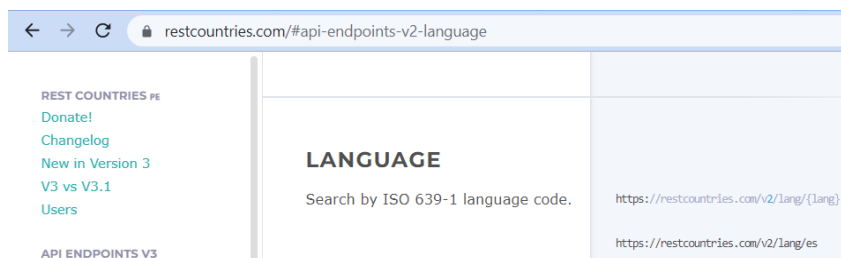 restcountries.com/#api-endpoints-v2-language
REST COUNTRIES PE
Donate!
Changelog
New in Version 3
V3 vs V3.1
Users
API ENDPOINTS V3
LANGUAGE
Search by ISO 639-1 language code.
https://restcountries.com/v2/lang/{lang}
https://restcountries.com/v2/lang/es